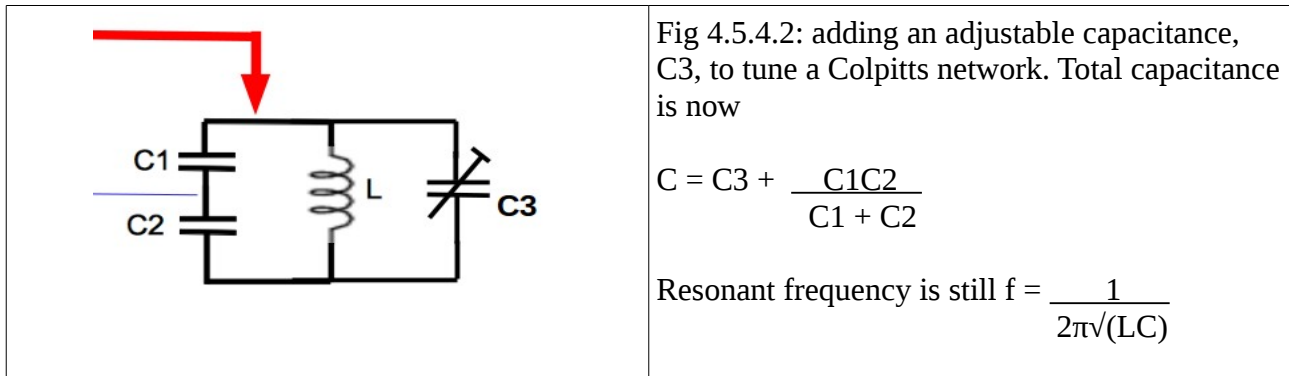 C1
C2
L
C3
Fig 4.5.4.2: adding an adjustable capacitance,
C3, to tune a Colpitts network. Total capacitance
is now
C = C3 + C1C2
C1 + C2
Resonant frequency is still f = 1
2π√(LC)